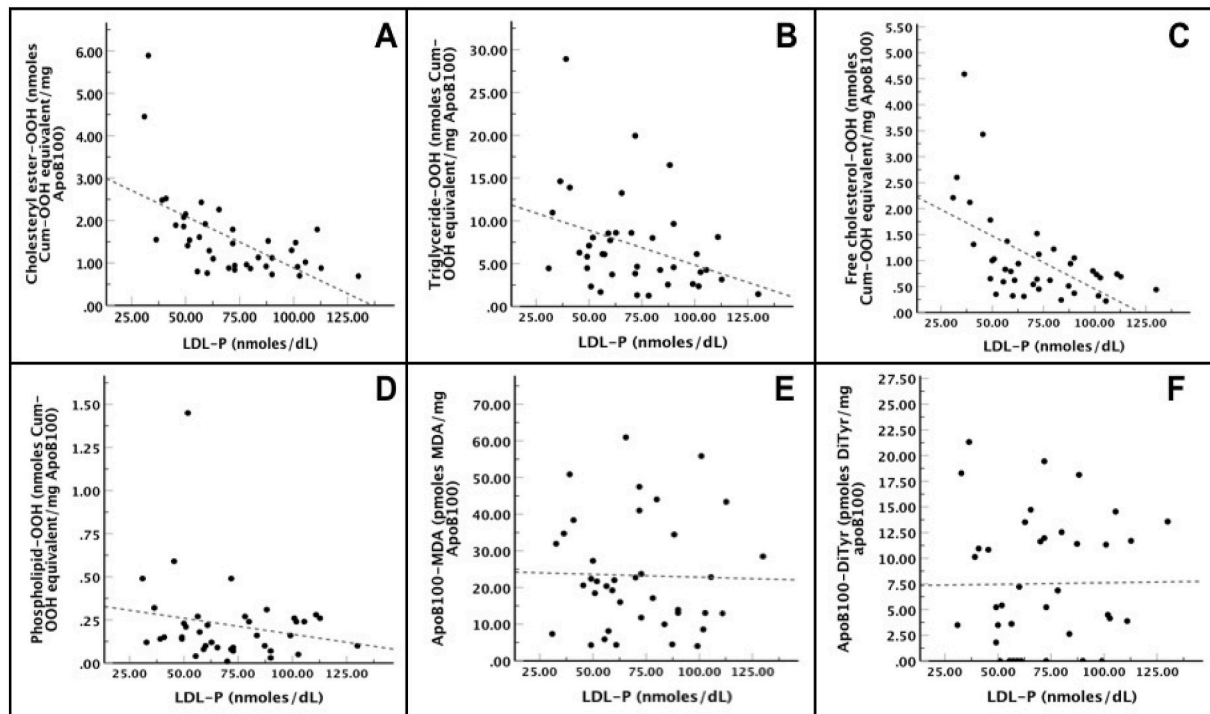 A
Cholesteryl ester-OOH (nmoles
Cum-OOH equivalent/mg
ApoB100)
6.00
5.00
4.00
3.00
2.00
1.00
.00
25.00 50.00 75.00 100.00 125.00
LDL-P (nmoles/dL)
B
Triglyceride-OOH (nmoles Cum-
OOH equivalent/mg ApoB100)
30.00
25.00
20.00
15.00
10.00
5.00
.00
25.00 50.00 75.00 100.00 125.00
LDL-P (nmoles/dL)
C
Free cholesterol-OOH (nmoles
Cum-OOH equivalent/mg ApoB100)
5.50
5.00
4.50
4.00
3.50
3.00
2.50
2.00
1.50
1.00
.50
.00
25.00 50.00 75.00 100.00 125.00
LDL-P (nmoles/dL)
D
Phospholipid-OOH (nmoles Cum-
OOH equivalent/mg ApoB100)
1.50
1.25
.75
.50
.25
.00
25.00 50.00 75.00 100.00 125.00
LDL-P (nmoles/dL)
E
ApoB100-MDA (pmoles MDA/mg
ApoB100)
70.00
60.00
50.00
40.00
30.00
20.00
10.00
.00
25.00 50.00 75.00 100.00 125.00
LDL-P (nmoles/dL)
F
ApoB100-DiTyr (pmoles DiTyr/mg
apoB100)
27.50
25.00
22.50
20.00
17.50
15.00
12.50
10.00
7.50
5.00
2.50
.00
25.00 50.00 75.00 100.00 125.00
LDL-P (nmoles/dL)